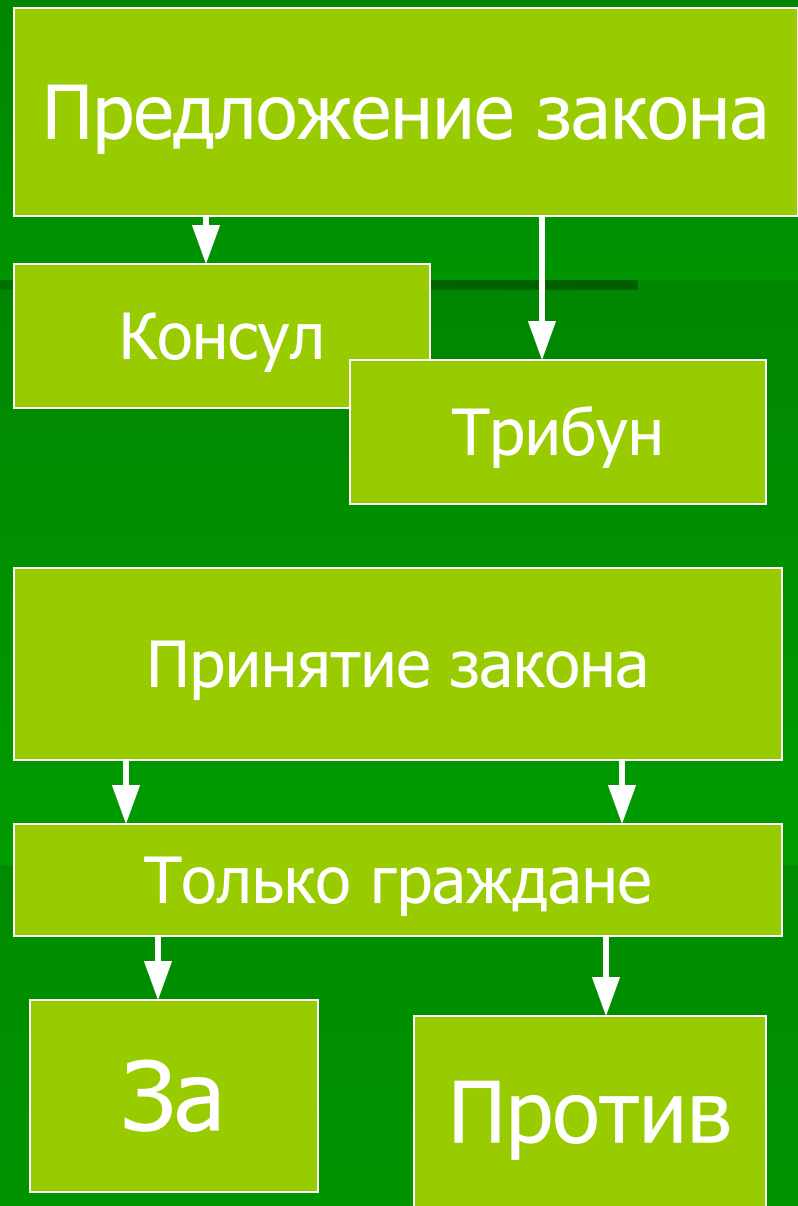 Предложение закона
Консул
Трибун
Принятие закона
Только граждане
За
Против